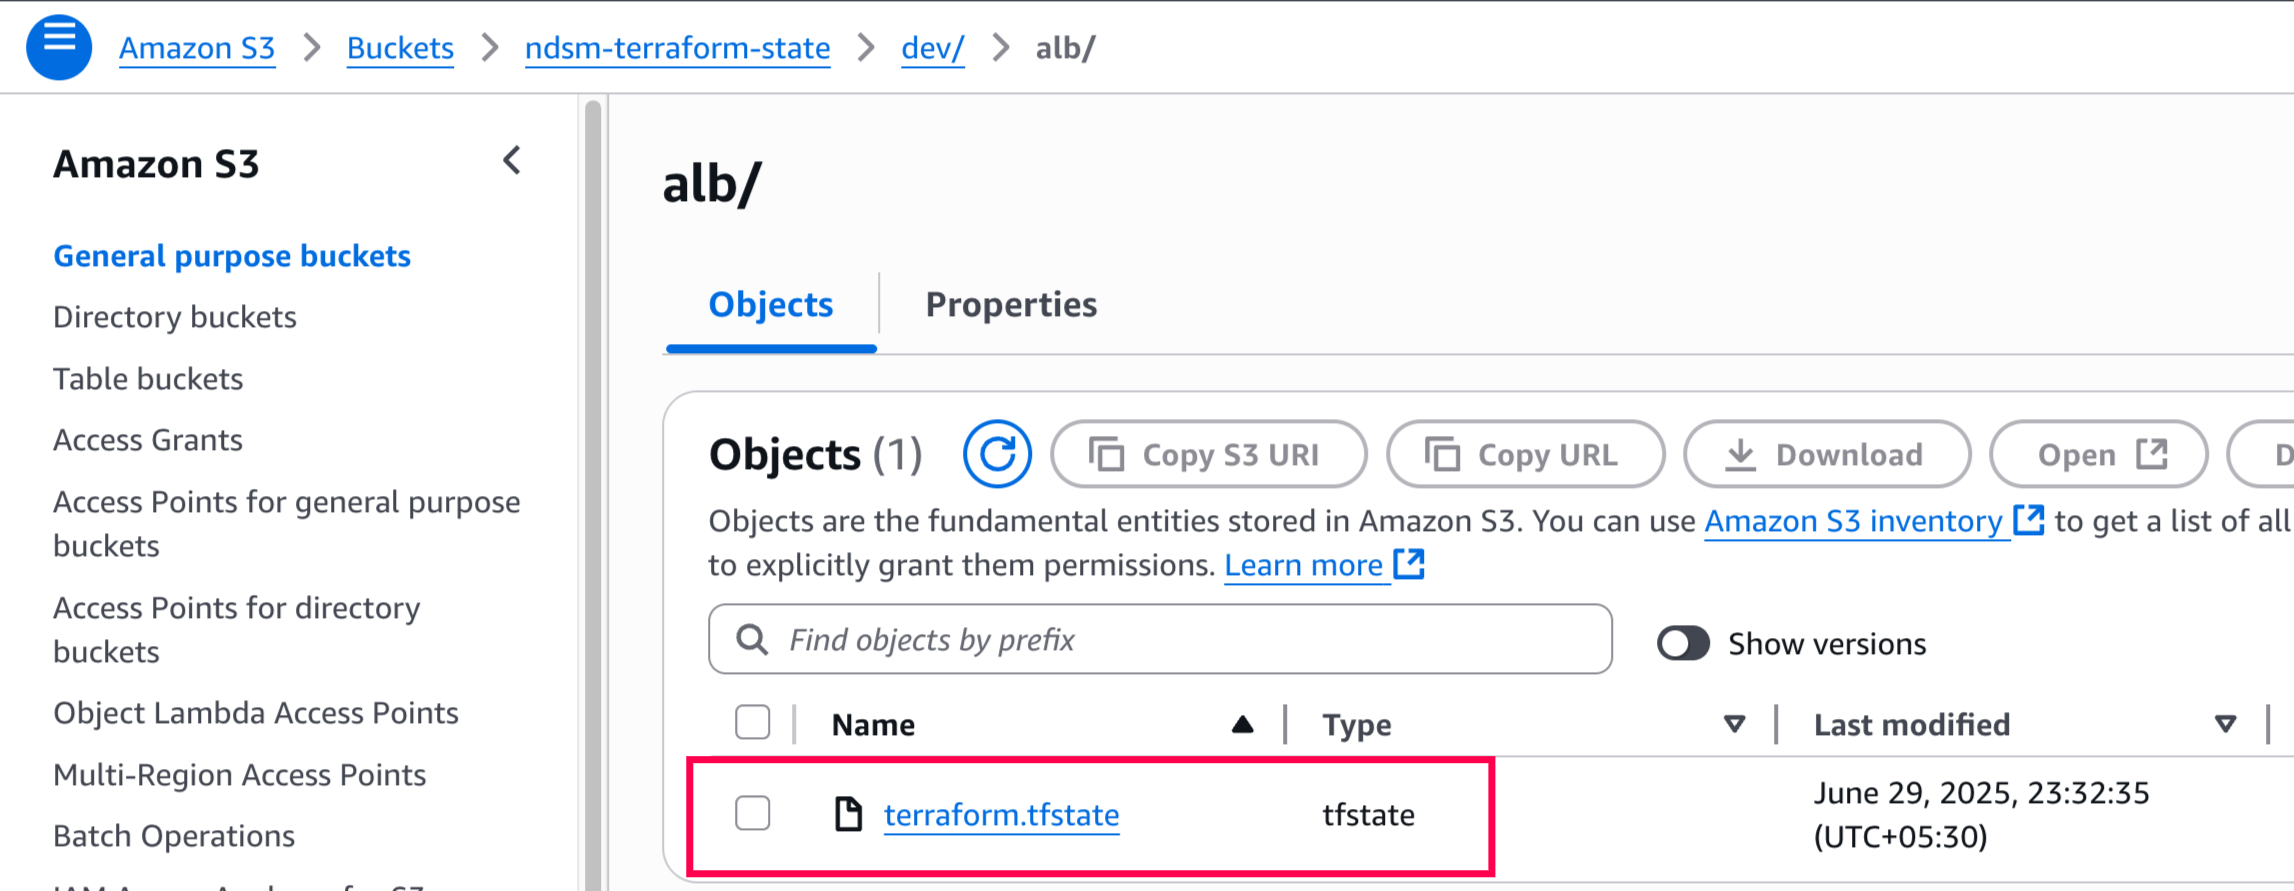 Amazon S3 > Buckets > ndsm-terraform-state > dev/ > alb/
Amazon S3
General purpose buckets
Directory buckets
Table buckets
Access Grants
Access Points for general purpose
buckets
Access Points for directory
buckets
Object Lambda Access Points
Multi-Region Access Points
Batch Operations
alb/
Objects
Properties
Objects (1)
Copy S3 URI
Copy URL
Download
Open
Objects are the fundamental entities stored in Amazon S3. You can use Amazon S3 inventory to get a list of all
to explicitly grant them permissions. Learn more
Find objects by prefix
Show versions
Name Type Last modified
terraform.tfstate tfstate June 29, 2025, 23:32:35
(UTC+05:30)